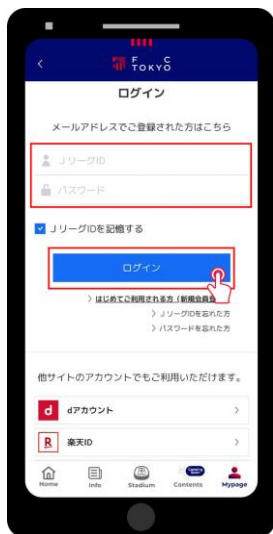 F C
TOKYO
ログイン
メールアドレスでご登録された方はこちら
JリーグID
パスワード
JリーグIDを記憶する
ログイン
はじめてご利用される方（新規会員登
JリーグIDを忘れた方
パスワードを忘れた方
他サイトのアカウントでもご利用いただけます。
d dアカウント
R 楽天ID
Home Info Stadium Contents Mypage